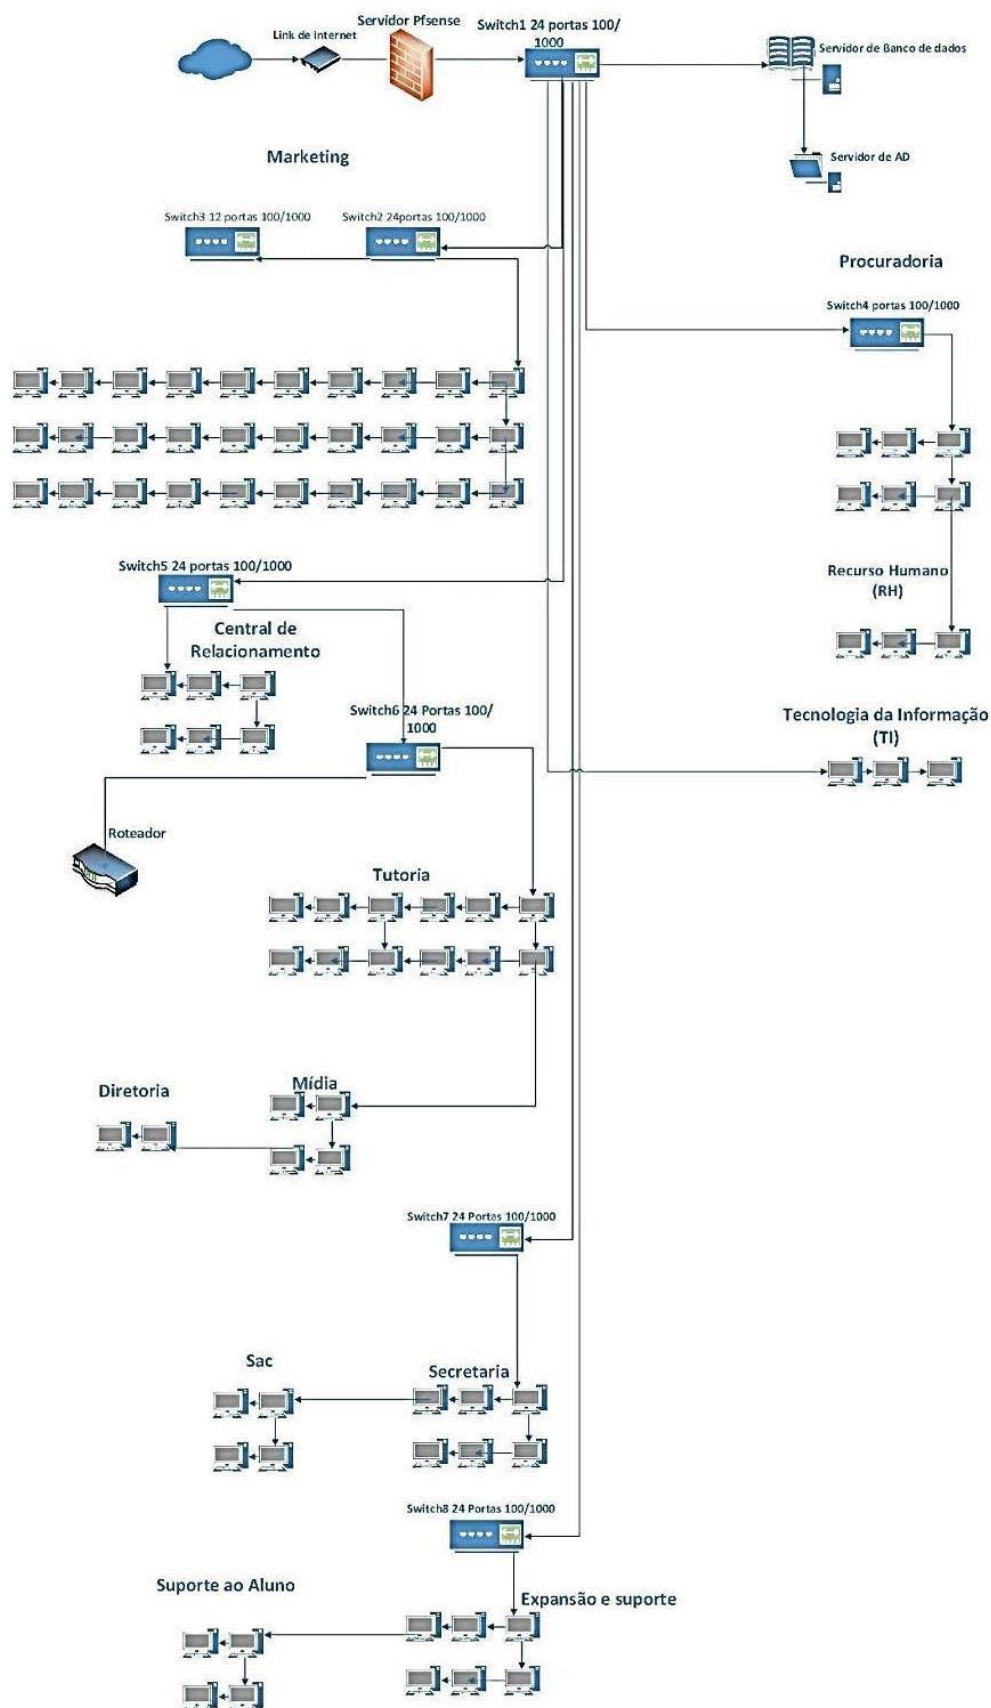 Link de Internet
Servidor Pfsense
Switch1 24 portas 100/
1000
Servidor de Banco de dados
Servidor de AD
Marketing
Switch3 12 portas 100/1000
Switch2 24portas 100/1000
Procuradoria
Switch4 portas 100/1000
Switch5 24 portas 100/1000
Recurso Humano
(RH)
Central de
Relacionamento
Switch6 24 Portas 100/
1000
Tecnologia da Informação
(TI)
Roteador
Tutoria
Diretoria
Mídia
Switch7 24 Portas 100/1000
Sac
Secretaria
Switch8 24 Portas 100/1000
Suporte ao Aluno
Expansão e suporte